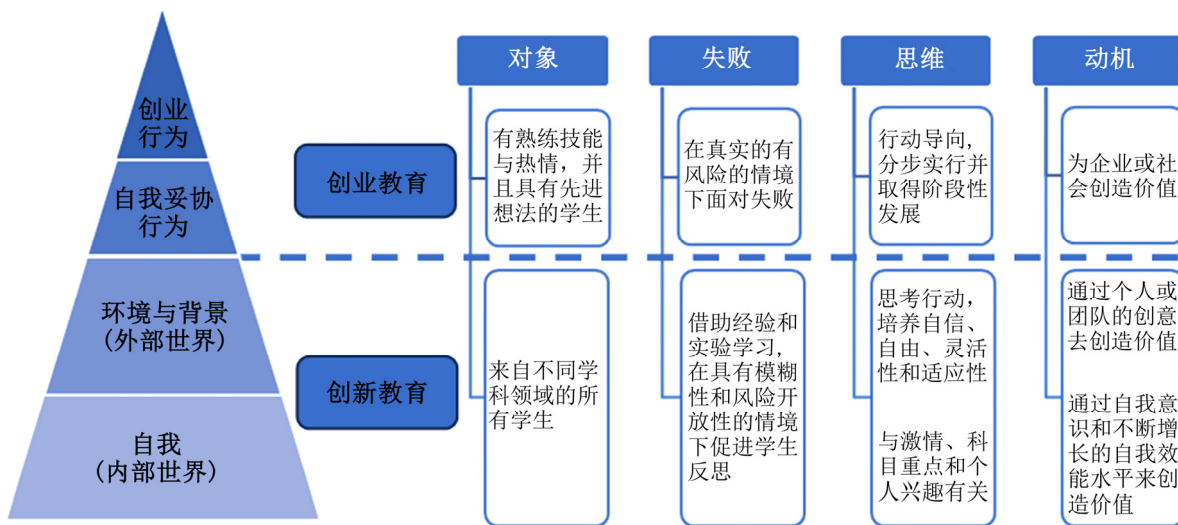 创业
行为
自我妥协
行为
环境与背景
(外部世界)
自我
(内部世界)
创业教育
创新教育
对象
有熟练技能
与热情，并
且具有先进
想法的学生
来自不同学
科领域的所
有学生
失败
在真实的有
风险的情境
下面对失败
借助经验和
实验学习，
在具有模糊
性和风险开
放性的情境
下促进学生
反思
思维
行动导向，
分步实行并
取得阶段性
发展
思考行动，
培养自信、
自由、灵活
性和适应性
与激情、科
目重点和个
人兴趣有关
动机
为企业或社
会创造价值
通过个人或
团队的创意
去创造价值
通过自我意
识和不断增
长的自我效
能水平来创
造价值